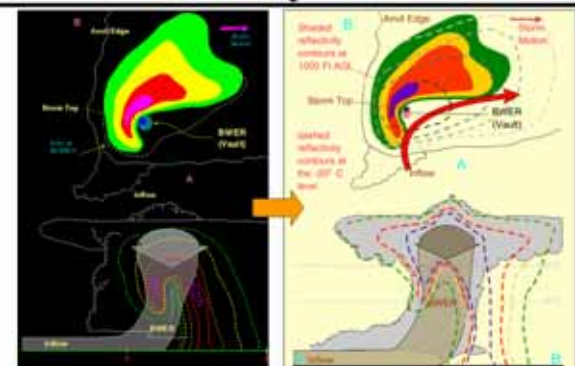 B
Anvil Edge
Storm Top
BWER
(Vault)
A
Inflow
BWER
Inflow
B
Anvil Edge
Shaded
reflectivity
contours at
1000 Ft AGL
Storm
Motion
Storm Top
BWER
(Vault)
dashed
reflectivity
contours at
the -20° C
level
A
Inflow
BWER
Inflow
B